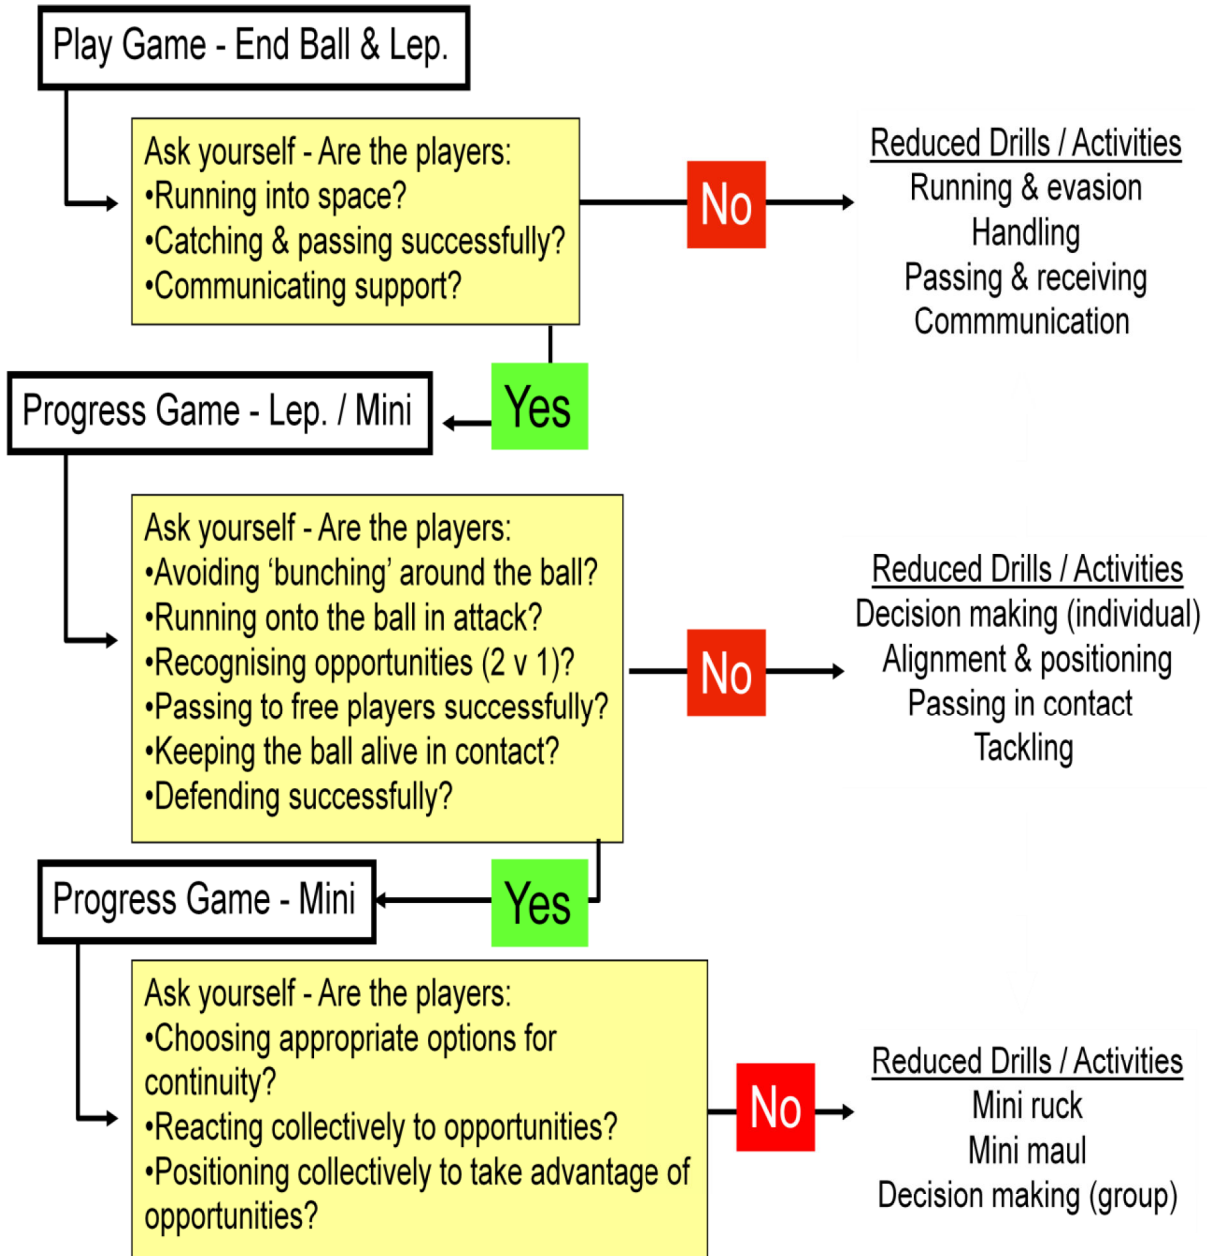 Play Game - End Ball & Lep.
Ask yourself - Are the players:
•Running into space?
•Catching & passing successfully?
•Communicating support?
No
Reduced Drills / Activities
Running & evasion
Handling
Passing & receiving
Commmunication
Yes
Progress Game - Lep. / Mini
Ask yourself - Are the players:
•Avoiding ‘bunching’ around the ball?
•Running onto the ball in attack?
•Recognising opportunities (2 v 1)?
•Passing to free players successfully?
•Keeping the ball alive in contact?
•Defending successfully?
No
Reduced Drills / Activities
Decision making (individual)
Alignment & positioning
Passing in contact
Tackling
Yes
Progress Game - Mini
Ask yourself - Are the players:
•Choosing appropriate options for
continuity?
•Reacting collectively to opportunities?
•Positioning collectively to take advantage of
opportunities?
No
Reduced Drills / Activities
Mini ruck
Mini maul
Decision making (group)